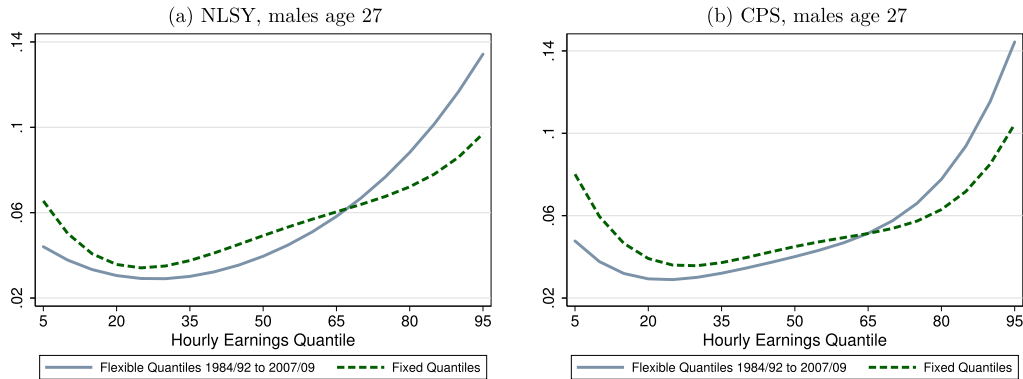 (a) NLSY, males age 27
.14
.1
.06
.02
5 20 35 50 65 80 95
Hourly Earnings Quantile
Flexible Quantiles 1984/92 to 2007/09 Fixed Quantiles
(b) CPS, males age 27
.14
.1
.06
.02
5 20 35 50 65 80 95
Hourly Earnings Quantile
Flexible Quantiles 1984/92 to 2007/09 Fixed Quantiles